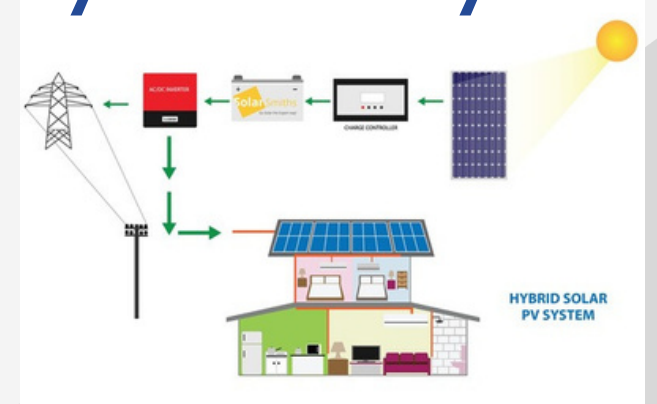 AC/DC INVERTER
SolarSmiths
CHARGE CONTROLLER
HYBRID SOLAR
PV SYSTEM